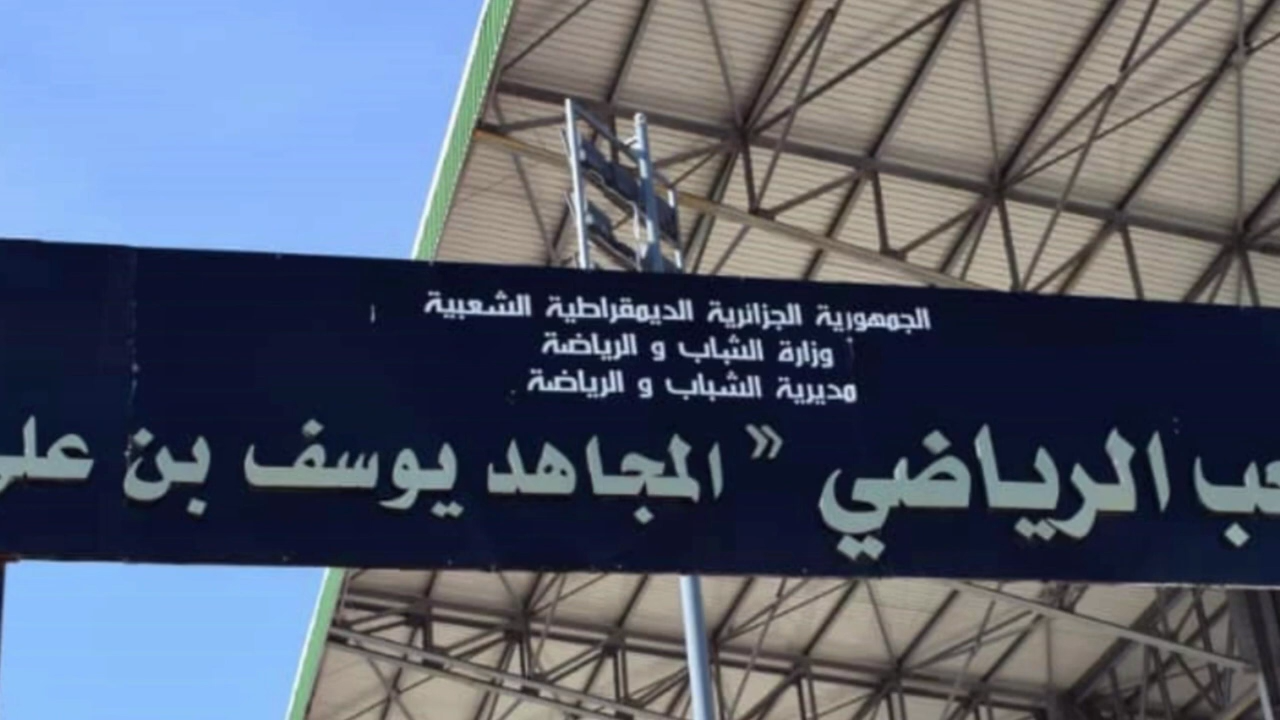 الجمهورية الجزائرية الديمقراطية الشعبية
وزارة الشباب و الرياضة
مديرية الشباب و الرياضة
الرياضي « المجاهد يوسف بن